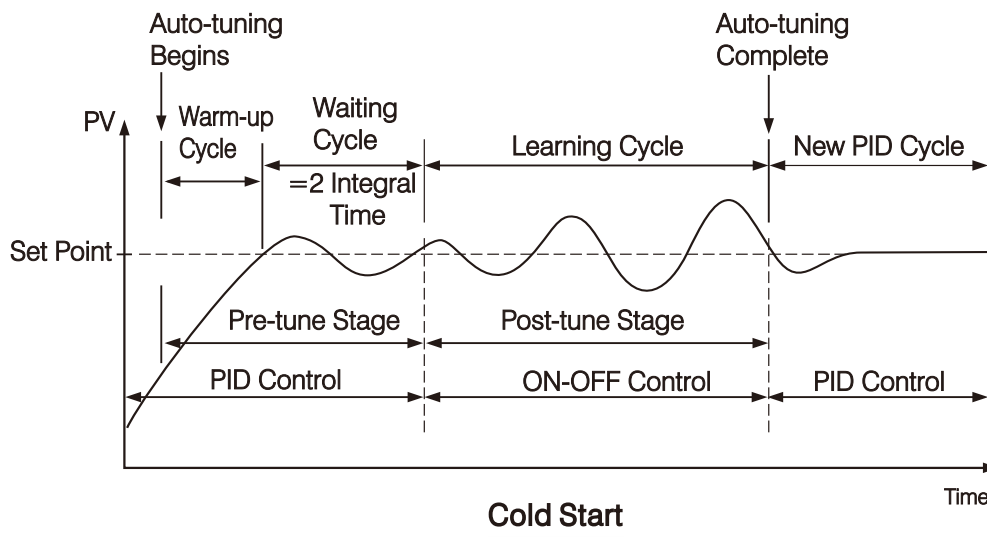 Auto-tuning
Begins
Auto-tuning
Complete
PV
Warm-up
Cycle
Waiting
Cycle
=2 Integral
Time
Learning Cycle
New PID Cycle
Set Point
Pre-tune Stage
Post-tune Stage
PID Control
ON-OFF Control
PID Control
Time
Cold Start